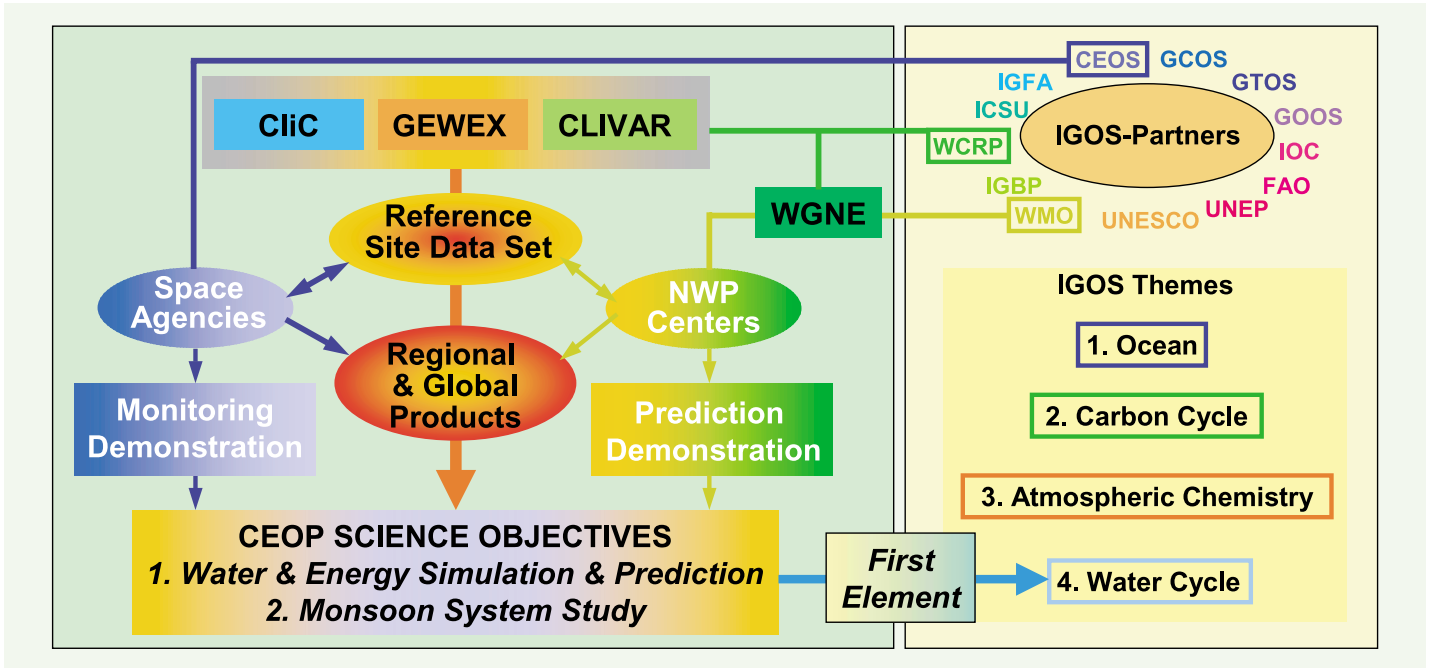 CliC
GEWEX
CLIVAR
Reference
Site Data Set
WGNE
Space
Agencies
NWP
Centers
Regional
& Global
Products
Monitoring
Demonstration
Prediction
Demonstration
CEOP SCIENCE OBJECTIVES
1. Water & Energy Simulation & Prediction
2. Monsoon System Study
First
Element
CEOS
GCOS
IGFA
GTOS
ICSU
GOOS
IGOS-Partners
WCRP
IOC
IGBP
FAO
WMO
UNESCO
UNEP
IGOS Themes
1. Ocean
2. Carbon Cycle
3. Atmospheric Chemistry
4. Water Cycle